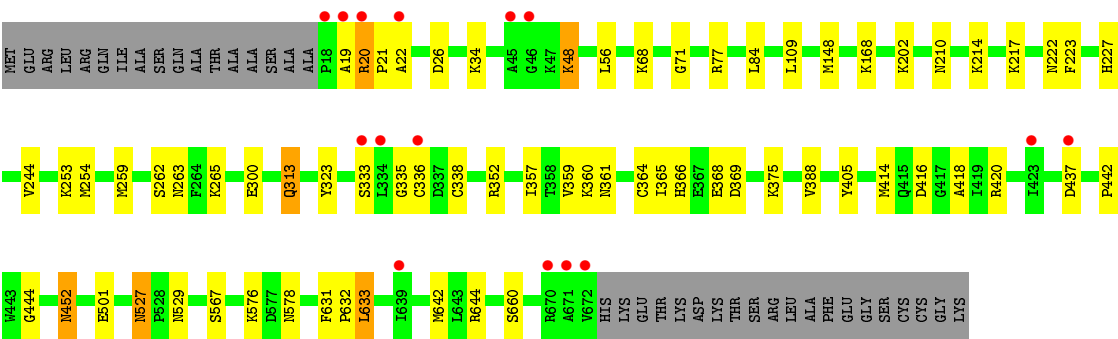 MET GLU ARG LEU ARG GLN ILE ALA SER GLN ALA THR ALA ALA SER ALA ALA P18 A19 R20 P21 A22 D26 K34 A45 G46 K47 K48 L56 K68 G71 R77 L84 L109 M148 K168 K202 N210 K214 K217 N222 F223 H227
V244 K253 M254 M259 S262 N263 F264 K265 E300 Q313 Y323 S333 L334 G335 C336 D337 C338 R352 I357 T358 V359 K360 N361 C364 I365 H366 E367 E368 D369 K375 V388 Y405 M414 Q415 D416 G417 A418 I419 R420 I423 D437 P442
W443 G444 N452 E501 N527 P528 N529 S567 K576 D577 N578 F631 P632 L633 I639 M642 L643 R644 S660 R670 A671 V672 HIS LYS GLU THR LYS ASP LYS THR SER ARG LEU ALA PHE GLU GLY SER CYS CYS GLY LYS